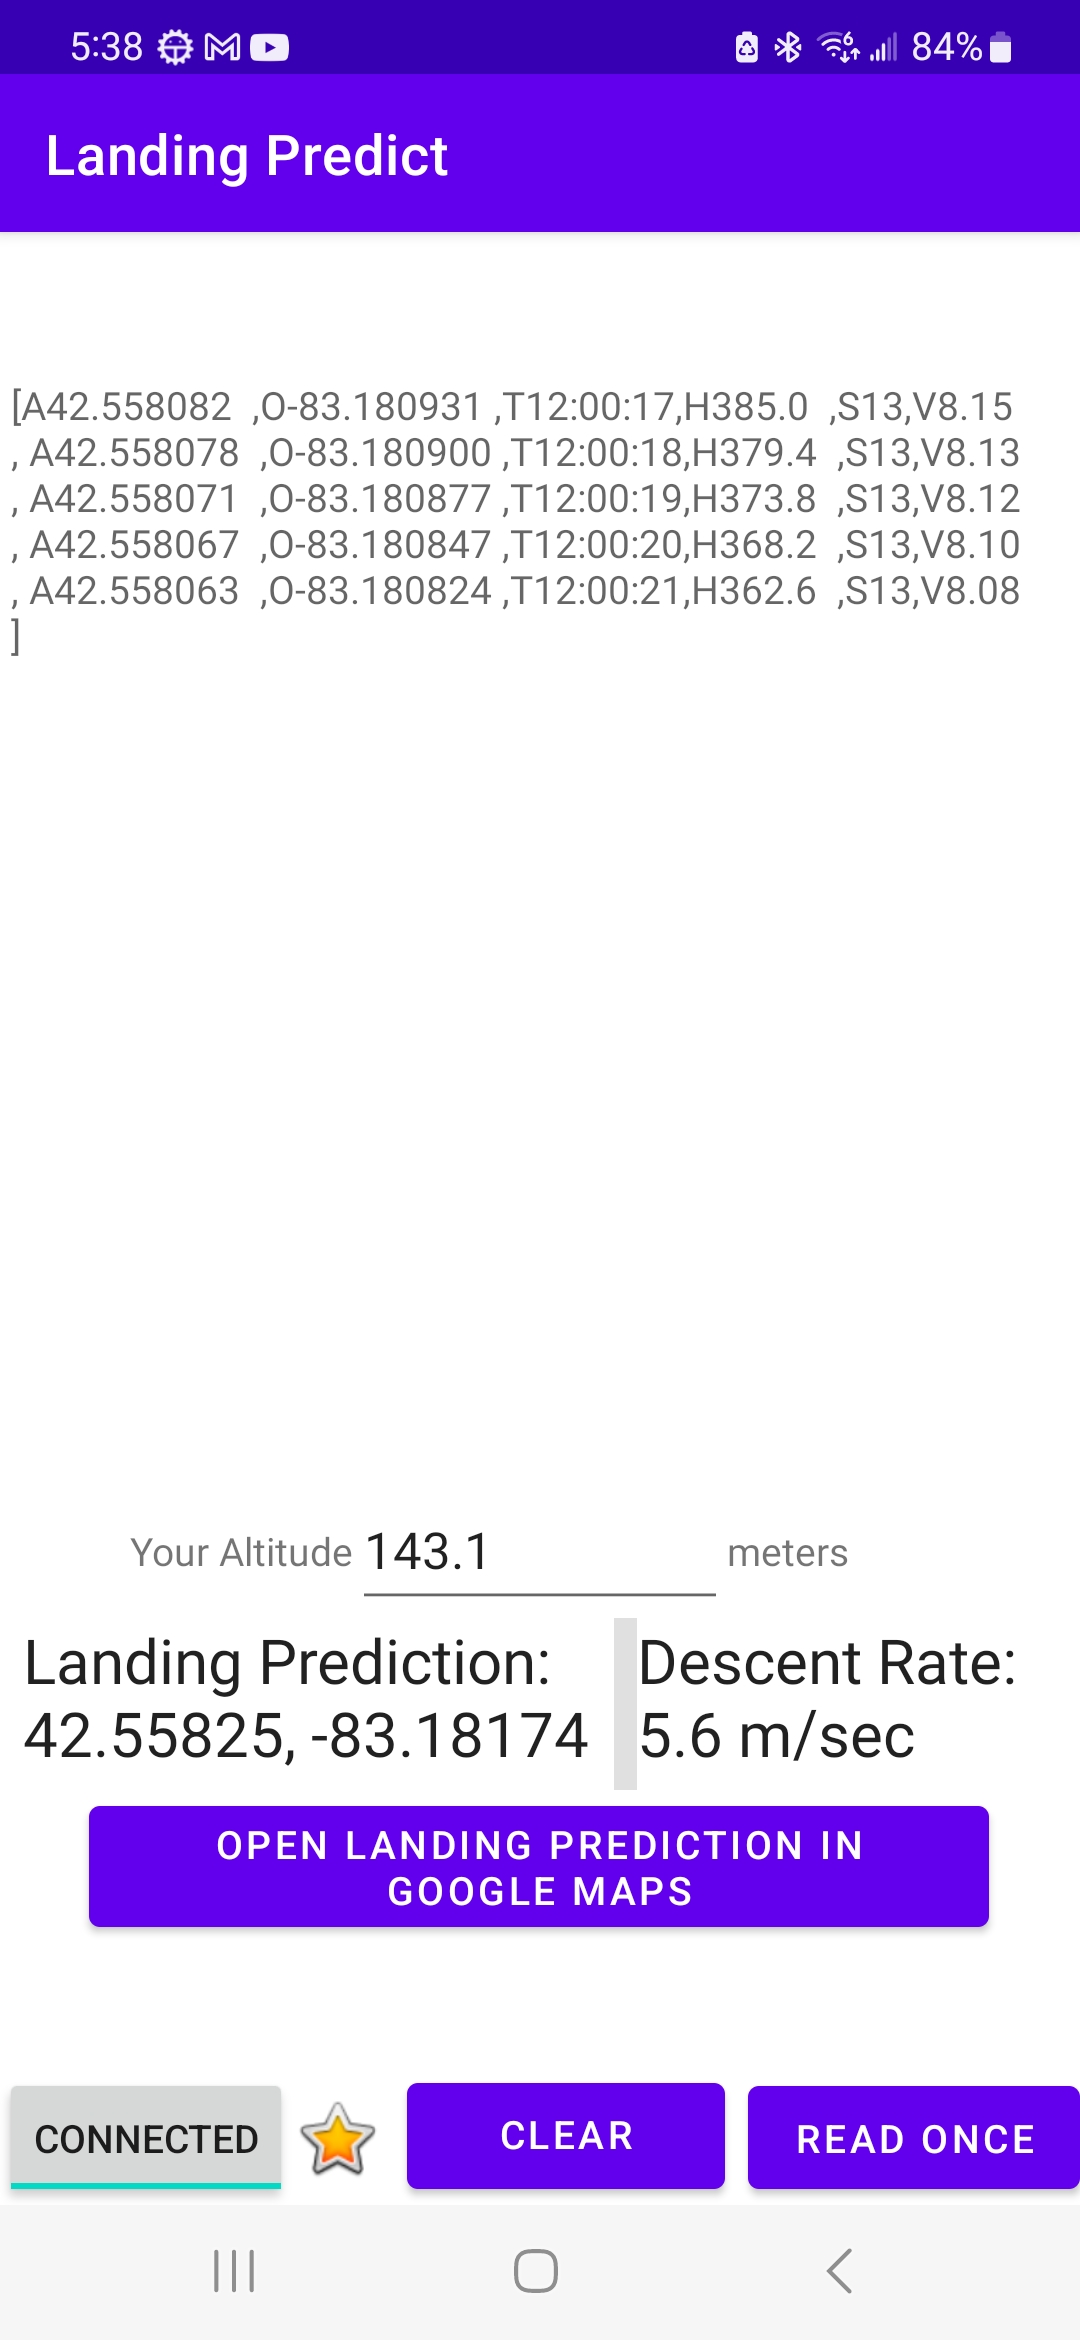 5:38 84%
Landing Predict
[A42.558082 ,O-83.180931 ,T12:00:17,H385.0 ,S13,V8.15
, A42.558078 ,O-83.180900 ,T12:00:18,H379.4 ,S13,V8.13
, A42.558071 ,O-83.180877 ,T12:00:19,H373.8 ,S13,V8.12
, A42.558067 ,O-83.180847 ,T12:00:20,H368.2 ,S13,V8.10
, A42.558063 ,O-83.180824 ,T12:00:21,H362.6 ,S13,V8.08
]
Your Altitude 143.1 meters
Landing Prediction:
42.55825, -83.18174
Descent Rate:
5.6 m/sec
OPEN LANDING PREDICTION IN
GOOGLE MAPS
CONNECTED
CLEAR
READ ONCE